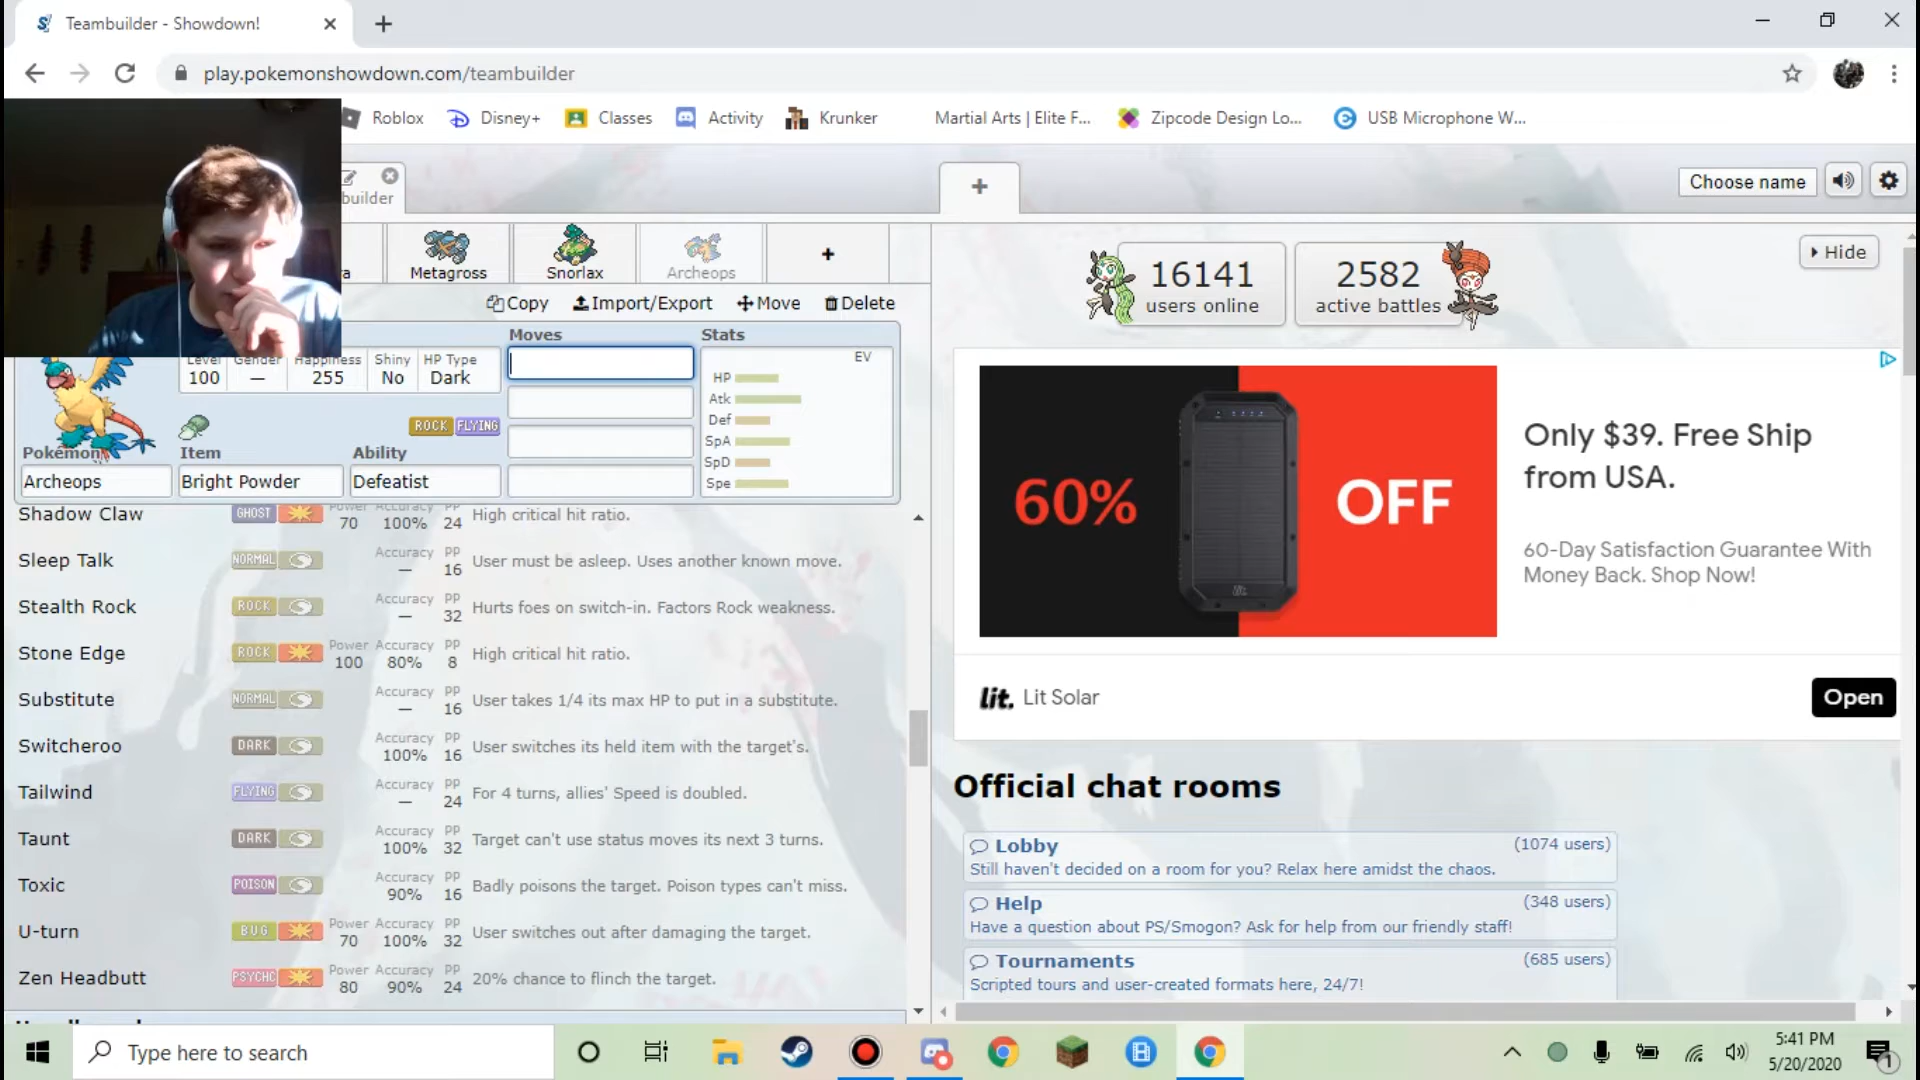 Teambuilder - Showdown!
play.pokemonshowdown.com/teambuilder
Roblox Disney+ Classes Activity Krunker Martial Arts | Elite F... Zipcode Design Lo... USB Microphone W...
builder
+
Choose name
a Metagross Snorlax Archeops +
Copy Import/Export Move Delete
16141 users online
2582 active battles
Hide
Level 100
Gender —
Happiness 255
Shiny No
HP Type Dark
Moves
Stats
EV
HP
Atk
Def
SpA
SpD
Spe
ROCK FLYING
Pokémon Item Ability
Archeops Bright Powder Defeatist
Shadow Claw GHOST Power 70 Accuracy 100% PP 24 High critical hit ratio.
Sleep Talk NORMAL Accuracy — PP 16 User must be asleep. Uses another known move.
Stealth Rock ROCK Accuracy — PP 32 Hurts foes on switch-in. Factors Rock weakness.
Stone Edge ROCK Power 100 Accuracy 80% PP 8 High critical hit ratio.
Substitute NORMAL Accuracy — PP 16 User takes 1/4 its max HP to put in a substitute.
Switcheroo DARK Accuracy 100% PP 16 User switches its held item with the target's.
Tailwind FLYING Accuracy — PP 24 For 4 turns, allies' Speed is doubled.
Taunt DARK Accuracy 100% PP 32 Target can't use status moves its next 3 turns.
Toxic POISON Accuracy 90% PP 16 Badly poisons the target. Poison types can't miss.
U-turn BUG Power 70 Accuracy 100% PP 32 User switches out after damaging the target.
Zen Headbutt PSYCHC Power 80 Accuracy 90% PP 24 20% chance to flinch the target.
60% OFF
Only $39. Free Ship
from USA.
60-Day Satisfaction Guarantee With
Money Back. Shop Now!
lit. Lit Solar
Open
Official chat rooms
Lobby (1074 users)
Still haven't decided on a room for you? Relax here amidst the chaos.
Help (348 users)
Have a question about PS/Smogon? Ask for help from our friendly staff!
Tournaments (685 users)
Scripted tours and user-created formats here, 24/7!
Type here to search
5:41 PM
5/20/2020
1